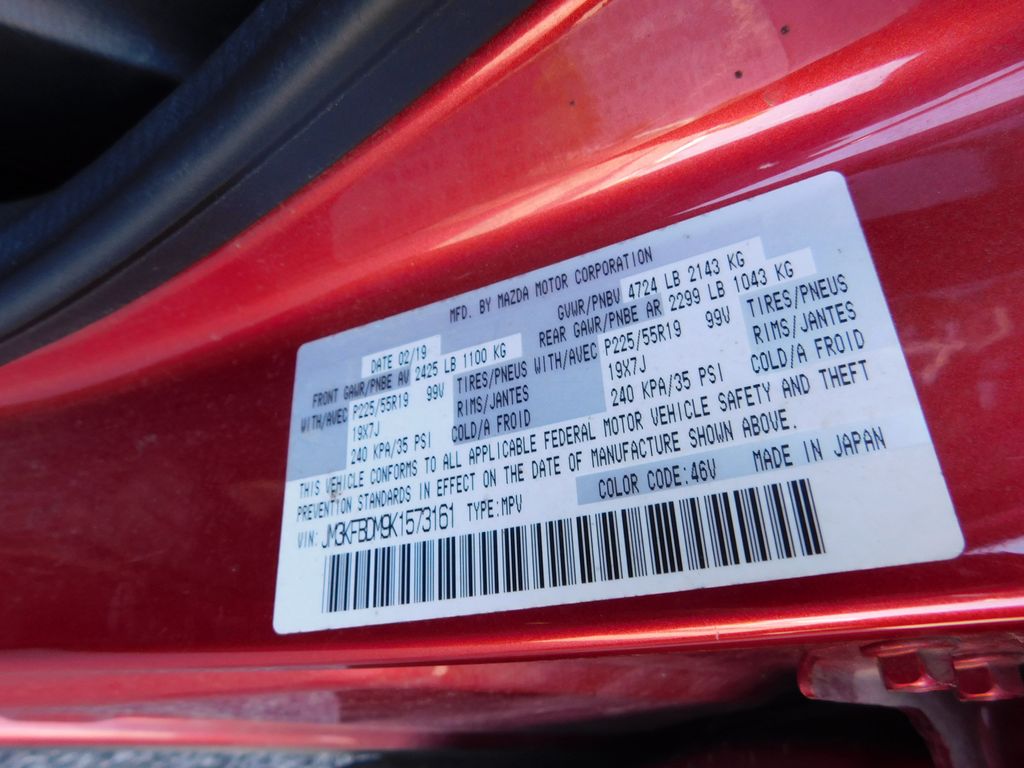 MFD. BY MAZDA MOTOR CORPORATION
DATE 02/19 GVWR/PNBV 4724 LB 2143 KG
FRONT GAWR/PNBE AV 2425 LB 1100 KG REAR GAWR/PNBE AR 2299 LB 1043 KG
WITH/AVEC P225/55R19 99V TIRES/PNEUS WITH/AVEC P225/55R19 99V TIRES/PNEUS
19X7J RIMS/JANTES 19X7J RIMS/JANTES
240 KPA/35 PSI COLD/A FROID 240 KPA/35 PSI COLD/A FROID
THIS VEHICLE CONFORMS TO ALL APPLICABLE FEDERAL MOTOR VEHICLE SAFETY AND THEFT
PREVENTION STANDARDS IN EFFECT ON THE DATE OF MANUFACTURE SHOWN ABOVE.
VIN: JM3KFBDM9K1573161 TYPE:MPV COLOR CODE:46V MADE IN JAPAN